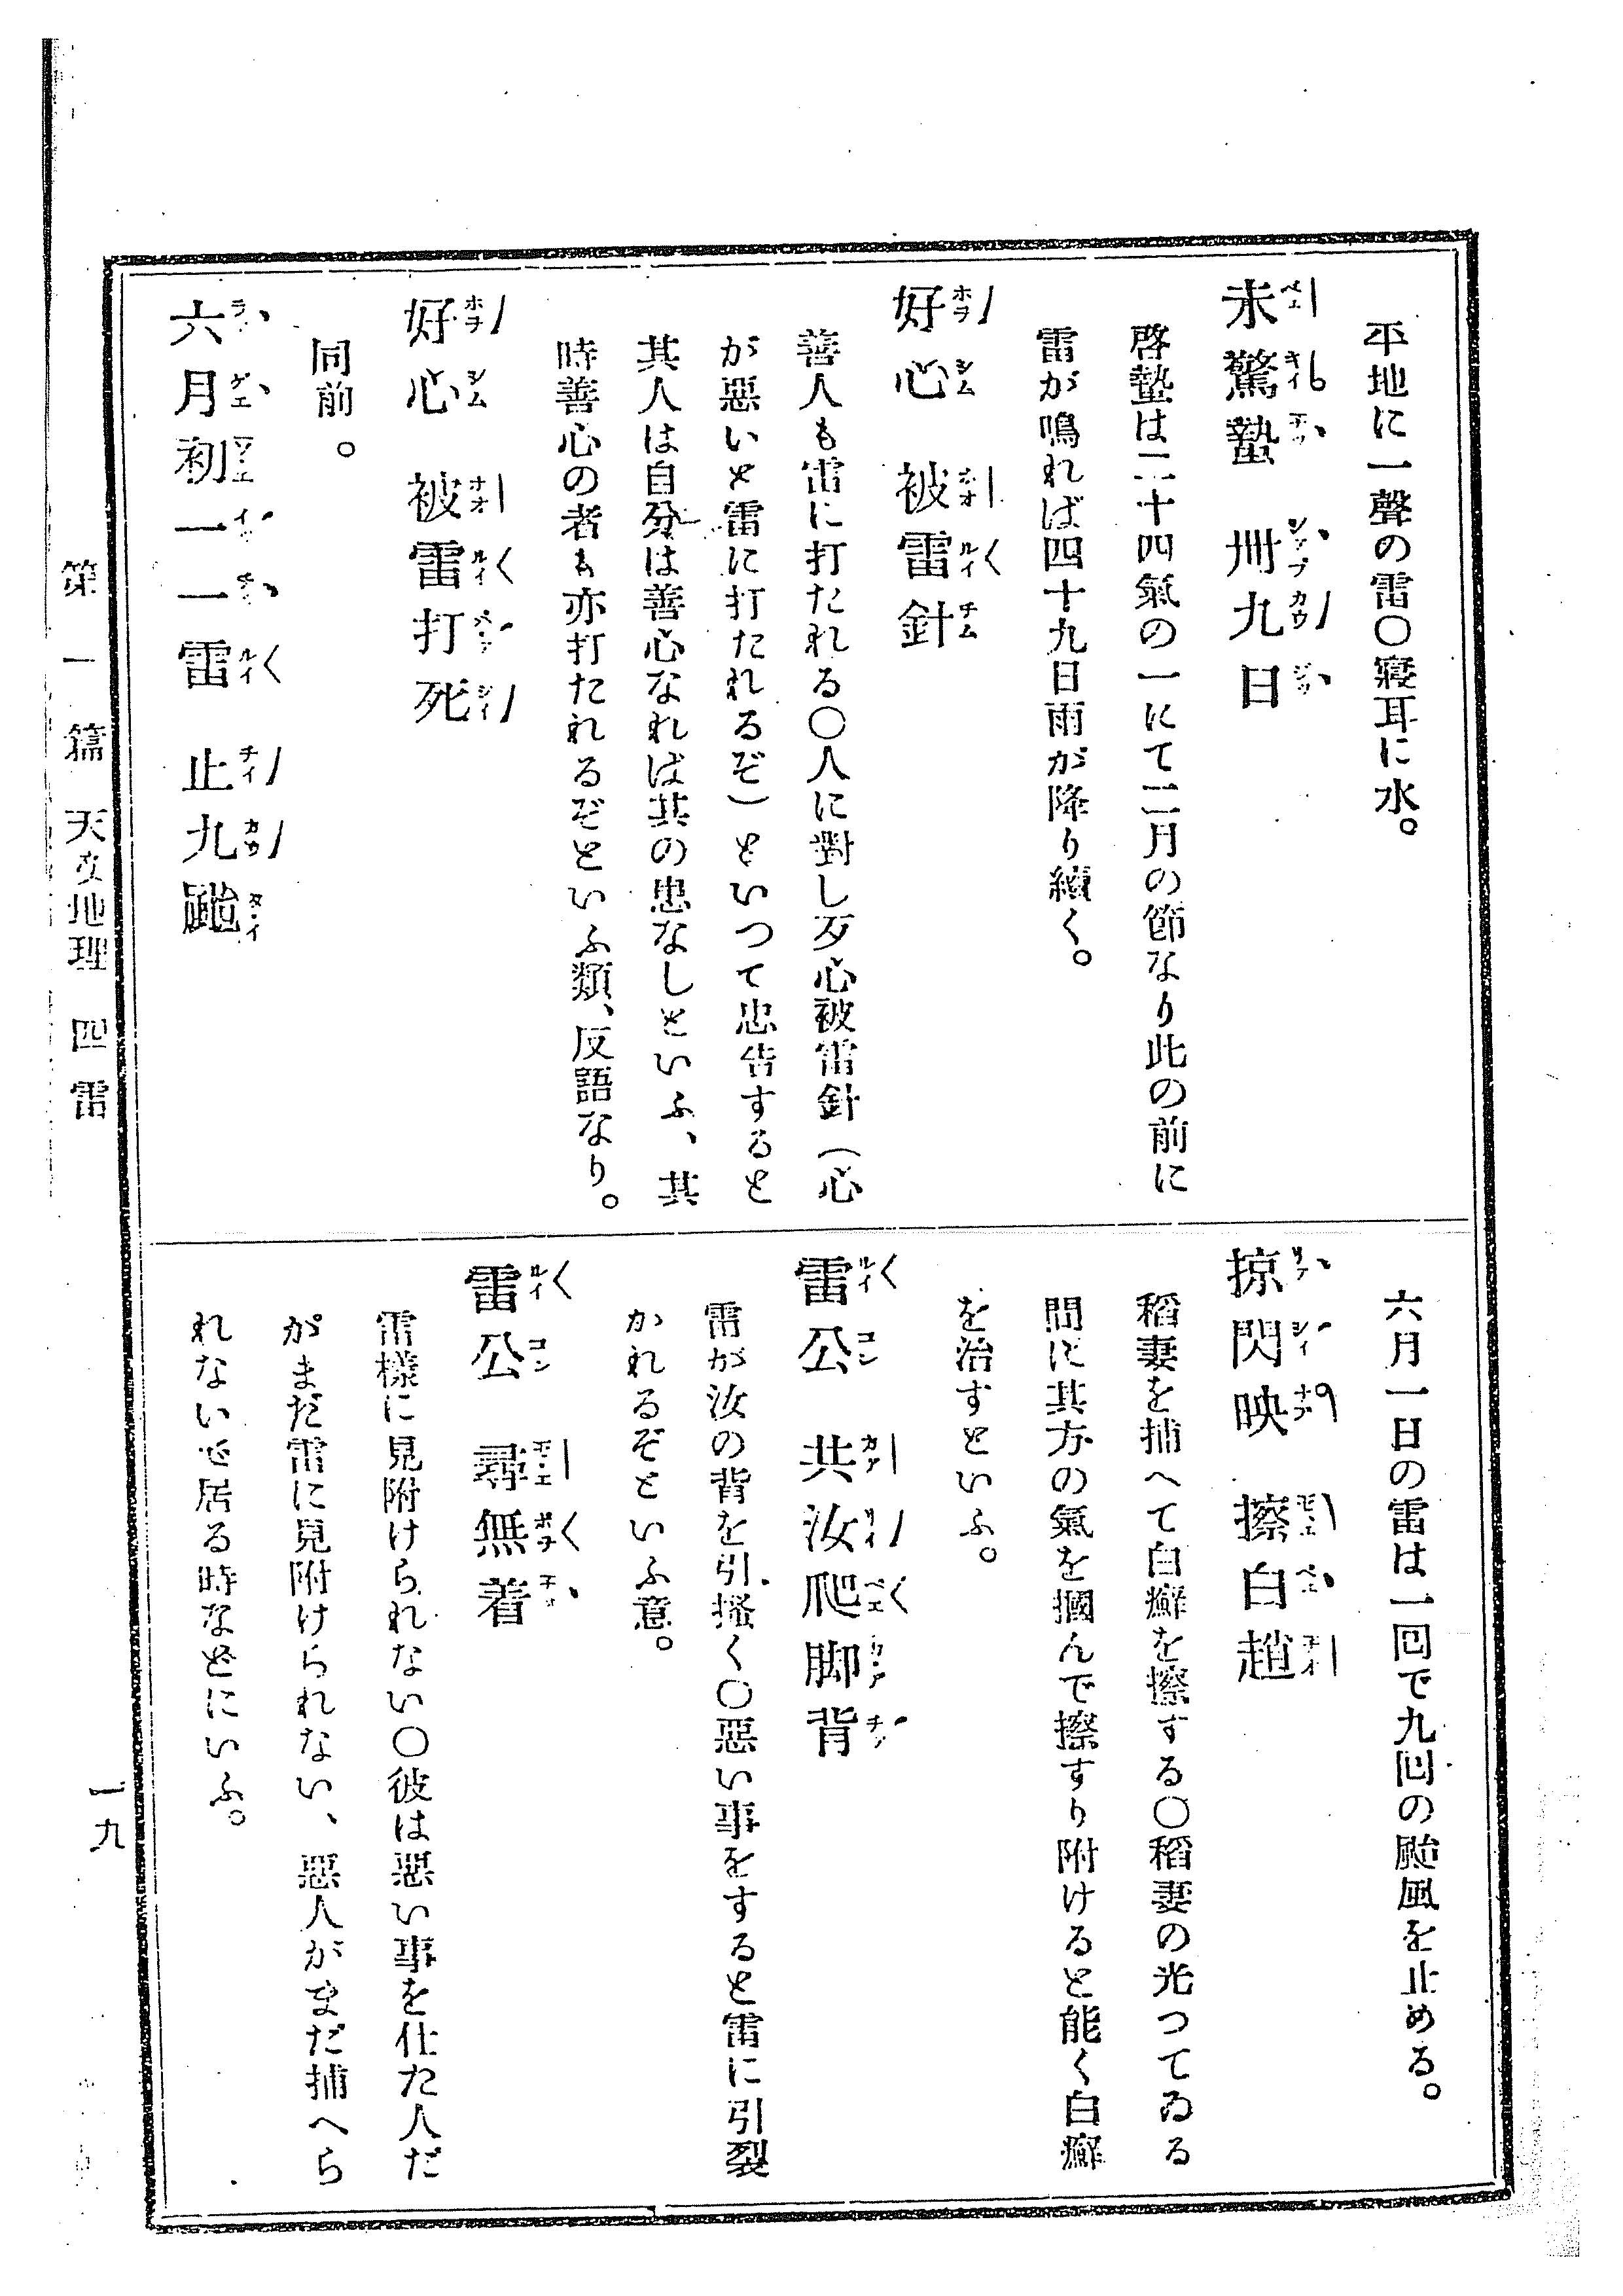 平地に一聲の雷〇寢耳に水。
未驚蟄　卅九日
啓蟄は二十四氣の一にて二月の節なり此の前に
雷が鳴れば四十九日雨が降り續く。
好心　被雷針
善人も雷に打たれる〇人に對し歹心被雷針（心
が惡いと雷に打たれるぞ）といつて忠告すると
其人は自分は善心なれば其の患なしといふ、其
時善心の者も亦打たれるぞといふ類、反語なり。
好心　被雷打死
同前。
六月初一　一雷　止九颱
六月一日の雷は一回で九回の颱風を止める。
掠閃映　擦白趙
稻妻を捕へて白癬を擦する〇稻妻の光つてゐる
間に其方の氣を摑んで擦すり附けると能く白癬
を治すといふ。
雷公　共汝爬脚背
雷が汝の背を引搔く〇惡い事をすると雷に引裂
かれるぞといふ意。
雷公　尋無着
雷樣に見附けられない〇彼は惡い事を仕た人だ
がまだ雷に見附けられない、惡人がまだ捕へら
れないで居る時などにいふ。
第一篇　天文地理　四　雷
一九